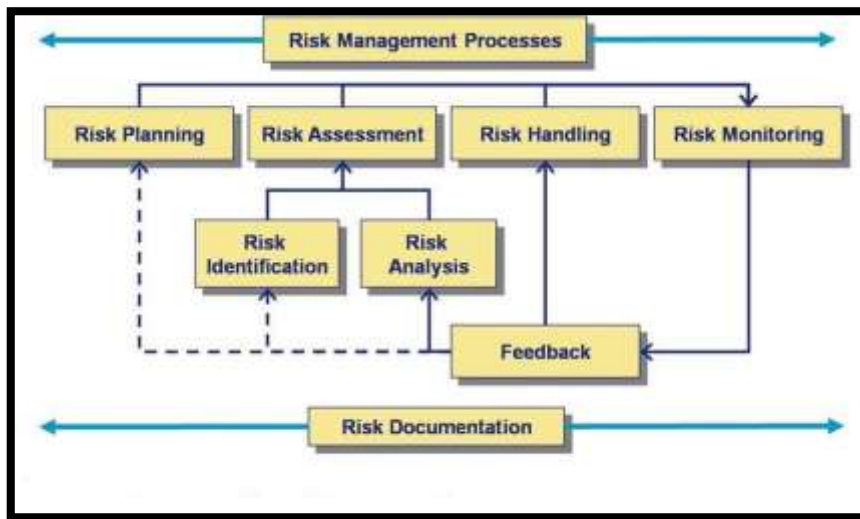 Risk Management Processes
Risk Planning
Risk Assessment
Risk Handling
Risk Monitoring
Risk
Identification
Risk
Analysis
Feedback
Risk Documentation